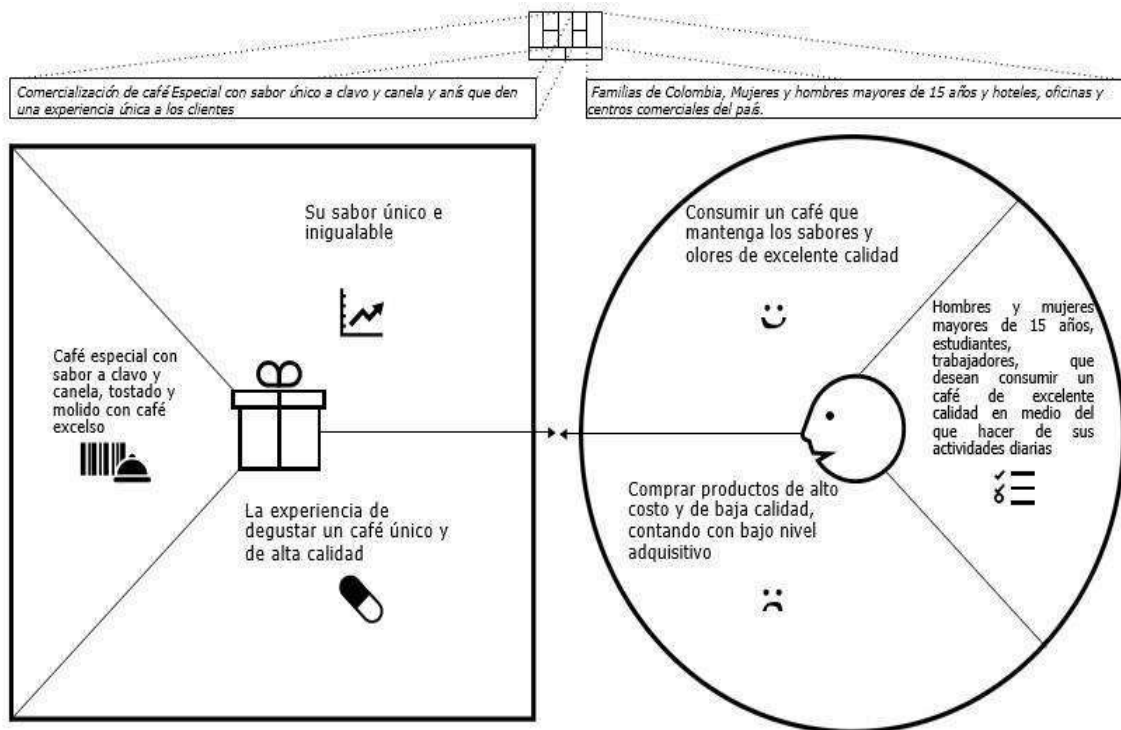 Comercialización de café Especial con sabor único a clavo y canela y anís que den
una experiencia única a los clientes
Familias de Colombia, Mujeres y hombres mayores de 15 años y hoteles, oficinas y
centros comerciales del país.
Su sabor único e
inigualable
Café especial con
sabor a clavo y
canela, tostado y
molido con café
excelso
La experiencia de
degustar un café único y
de alta calidad
Consumir un café que
mantenga los sabores y
olores de excelente calidad
Hombres y mujeres
mayores de 15 años,
estudiantes,
trabajadores, que
desean consumir un
café de excelente
calidad en medio del
que hacer de sus
actividades diarias
Comprar productos de alto
costo y de baja calidad,
contando con bajo nivel
adquisitivo